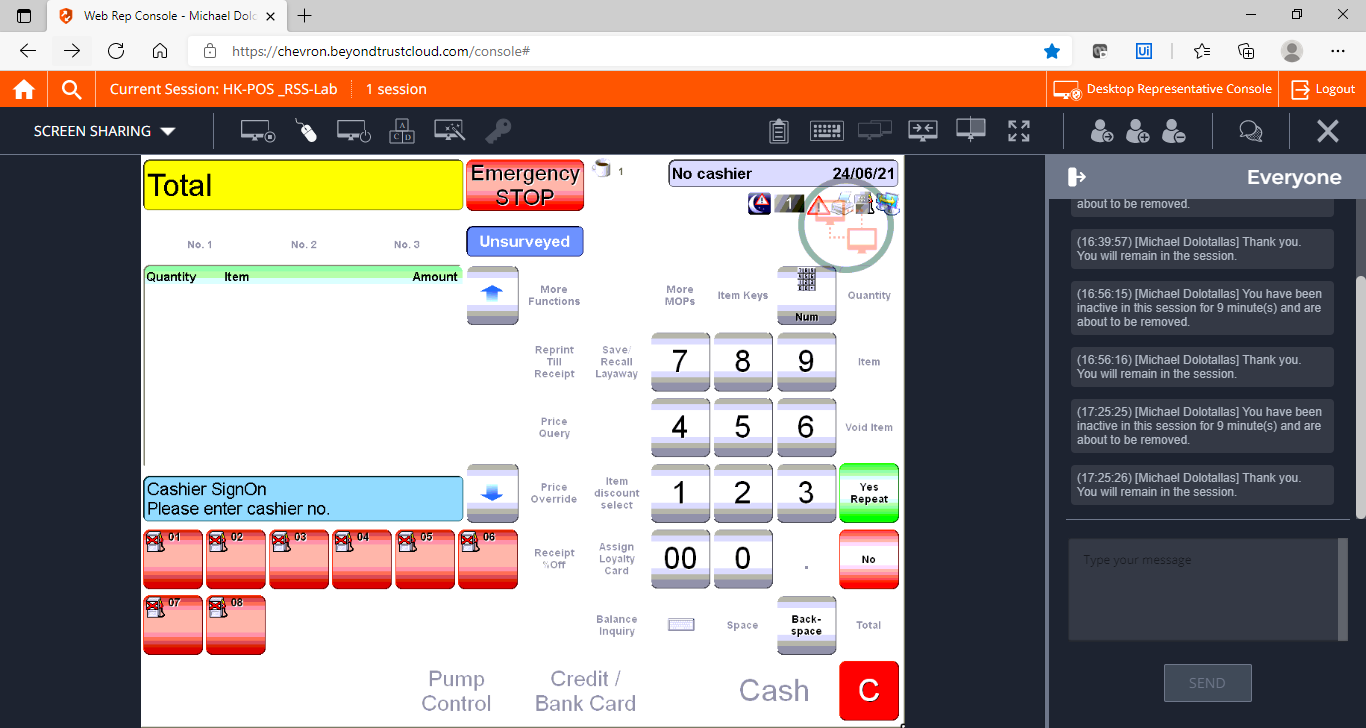 Web Rep Console - Michael Dolc
https://chevron.beyondtrustcloud.com/console#
Current Session: HK-POS _RSS-Lab
1 session
Desktop Representative Console
Logout
SCREEN SHARING
A
C D
Total
Emergency
STOP
1
No cashier 24/06/21
1
No. 1 No. 2 No. 3
Unsurveyed
Quantity Item Amount
More
Functions
More
MOPs
Item Keys
Num
Quantity
Reprint
Till
Receipt
Save/
Recall
Layaway
7 8 9
Item
Price
Query
4 5 6
Void Item
Cashier SignOn
Please enter cashier no.
Price
Override
Item
discount
select
1 2 3
Yes
Repeat
01 02 03 04 05 06
Receipt
%Off
Assign
Loyalty
Card
00 0 .
No
07 08
Balance
Inquiry
Space
Back-
space
Total
Pump
Control
Credit /
Bank Card
Cash
C
Everyone
about to be removed.
(16:39:57) [Michael Dolotallas] Thank you.
You will remain in the session.
(16:56:15) [Michael Dolotallas] You have been
inactive in this session for 9 minute(s) and are
about to be removed.
(16:56:16) [Michael Dolotallas] Thank you.
You will remain in the session.
(17:25:25) [Michael Dolotallas] You have been
inactive in this session for 9 minute(s) and are
about to be removed.
(17:25:26) [Michael Dolotallas] Thank you.
You will remain in the session.
Type your message
SEND